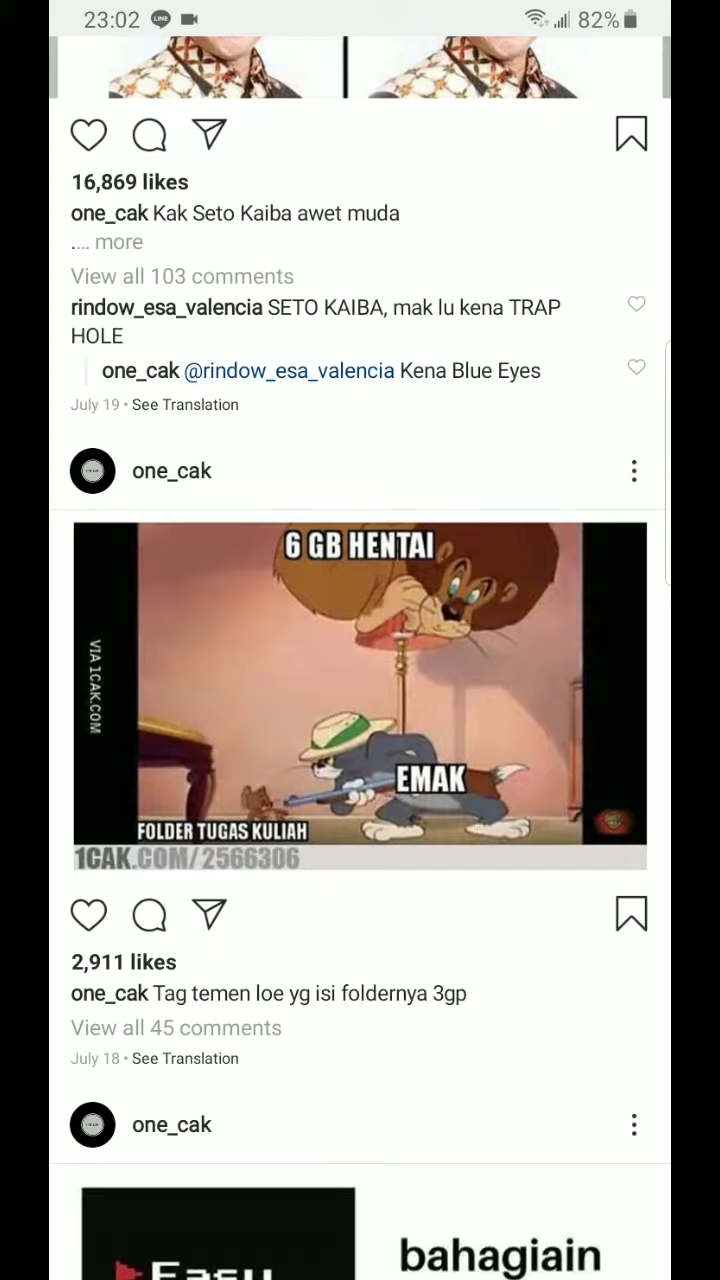 23:02 LINE 82%
16,869 likes
one_cak Kak Seto Kaiba awet muda
.... more
View all 103 comments
rindow_esa_valencia SETO KAIBA, mak lu kena TRAP
HOLE
one_cak @rindow_esa_valencia Kena Blue Eyes
July 19 • See Translation
one_cak
6 GB HENTAI
VIA 1CAK.COM
EMAK
FOLDER TUGAS KULIAH
1CAK.COM/2566306
2,911 likes
one_cak Tag temen loe yg isi foldernya 3gp
View all 45 comments
July 18 • See Translation
one_cak
Easy
bahagiain